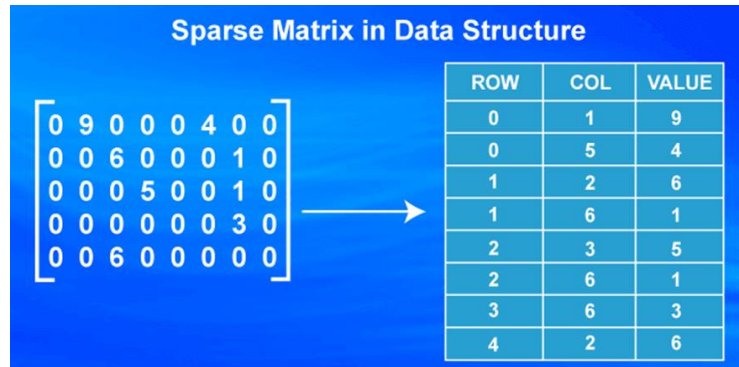 Sparse Matrix in Data Structure
0 9 0 0 0 4 0 0
0 0 6 0 0 0 1 0
0 0 0 5 0 0 1 0
0 0 0 0 0 0 3 0
0 0 6 0 0 0 0 0
ROW COL VALUE
0 1 9
0 5 4
1 2 6
1 6 1
2 3 5
2 6 1
3 6 3
4 2 6